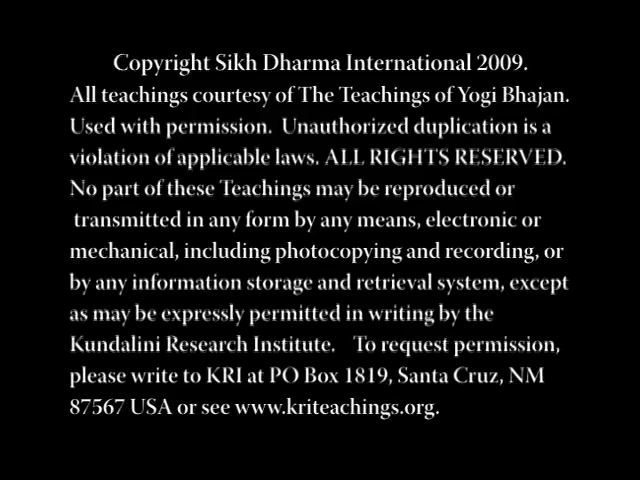 Copyright Sikh Dharma International 2009.
All teachings courtesy of The Teachings of Yogi Bhajan.
Used with permission.  Unauthorized duplication is a
violation of applicable laws. ALL RIGHTS RESERVED.
No part of these Teachings may be reproduced or
transmitted in any form by any means, electronic or
mechanical, including photocopying and recording, or
by any information storage and retrieval system, except
as may be expressly permitted in writing by the
Kundalini Research Institute.   To request permission,
please write to KRI at PO Box 1819, Santa Cruz, NM
87567 USA or see www.kriteachings.org.